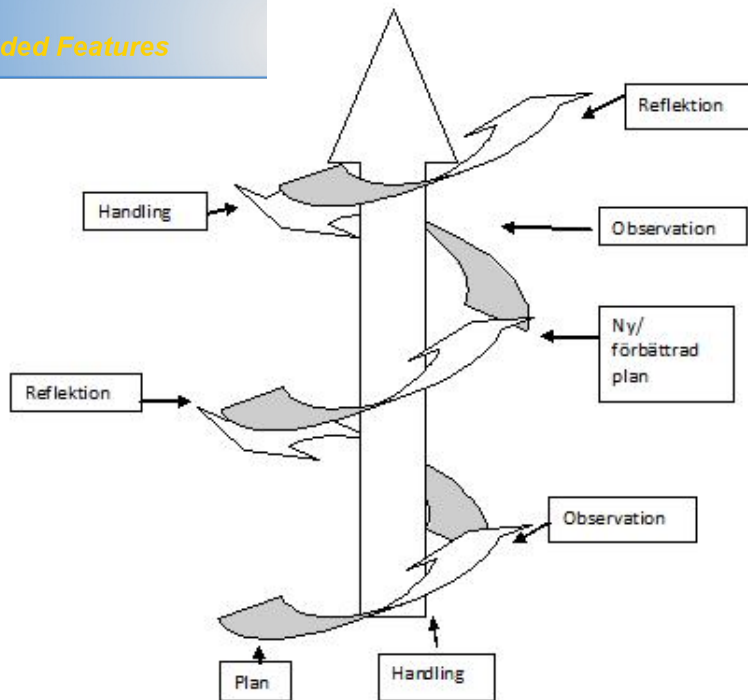 ded Features
Reflektion
Handling
Observation
Ny/
förbättrad
plan
Reflektion
Observation
Plan
Handling